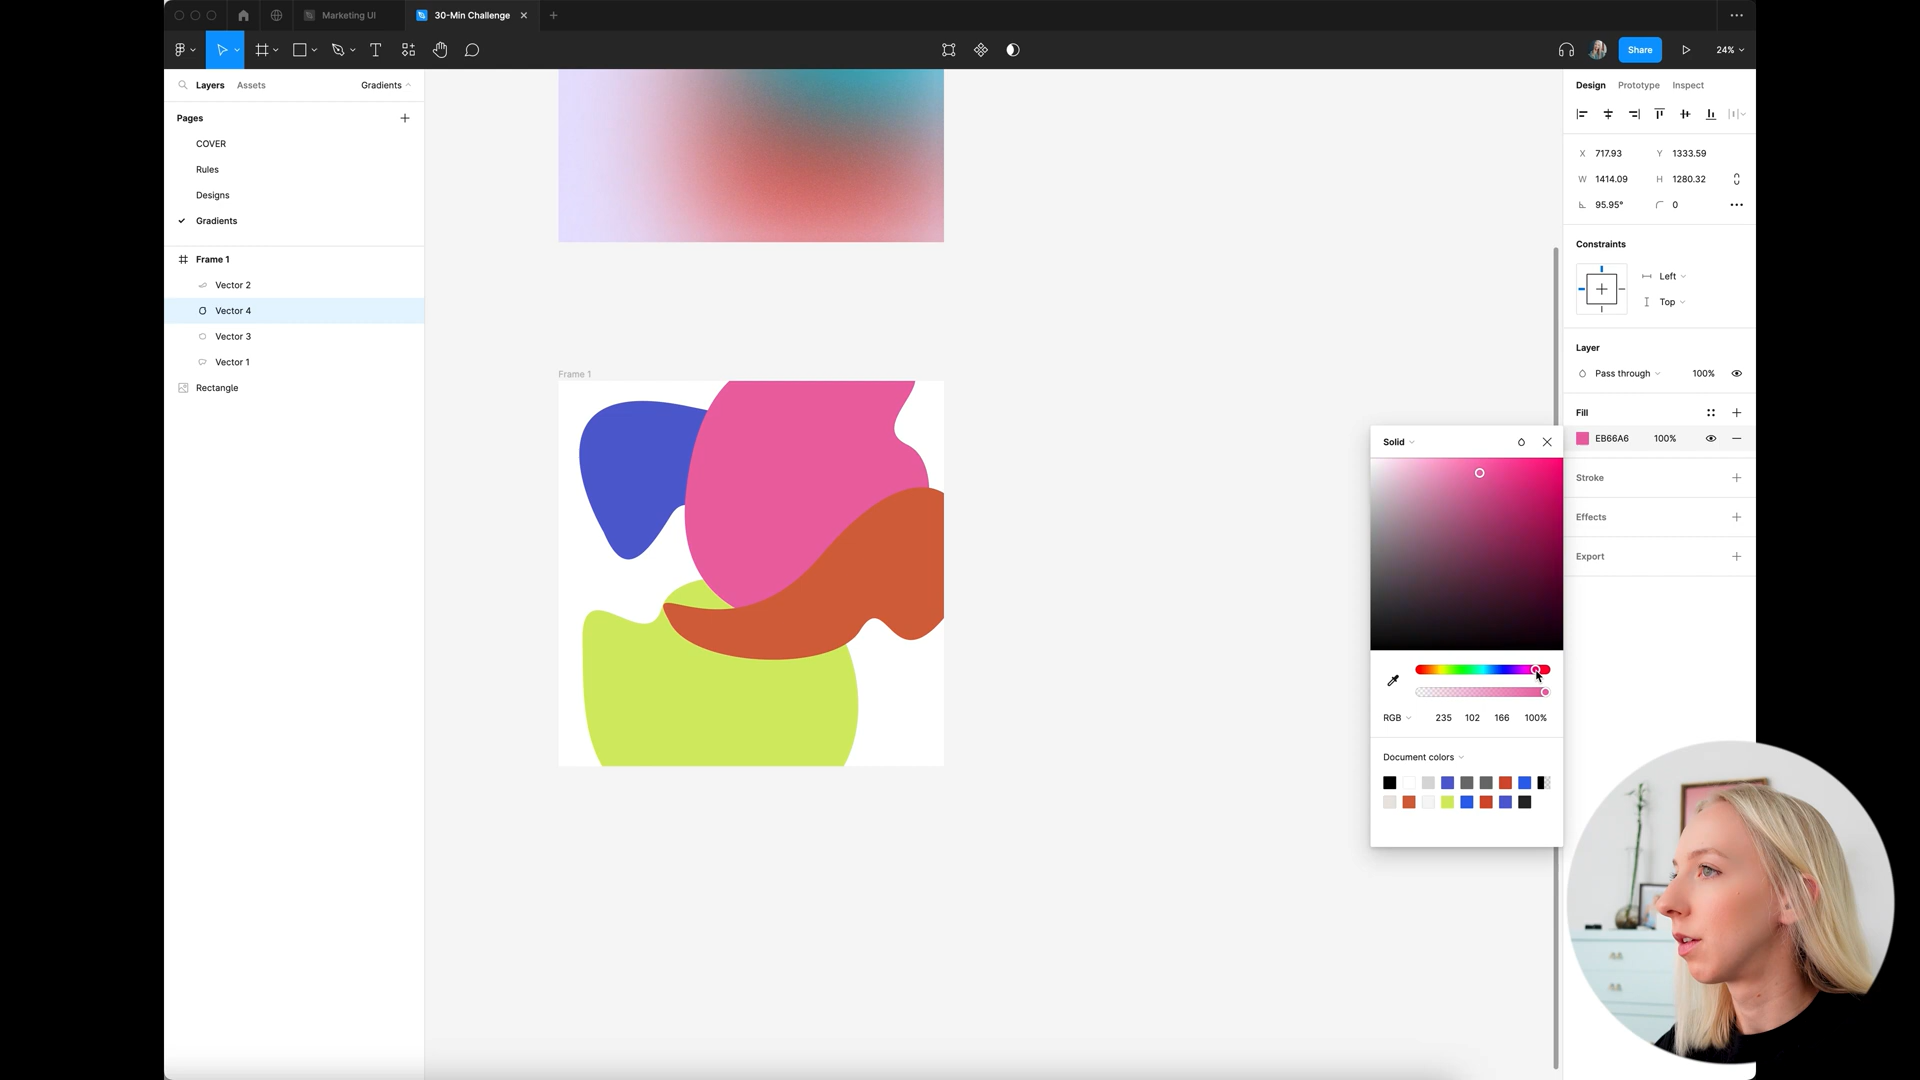 Marketing UI
30-Min Challenge
Share
24%
Layers
Assets
Gradients
Pages
COVER
Rules
Designs
Gradients
Frame 1
Vector 2
Vector 4
Vector 3
Vector 1
Rectangle
Frame 1
Design
Prototype
Inspect
X 717.93
Y 1333.59
W 1414.09
H 1280.32
95.95°
0
Constraints
Left
Top
Layer
Pass through
100%
Fill
EB66A6
100%
Stroke
Effects
Export
Solid
RGB
235
102
166
100%
Document colors